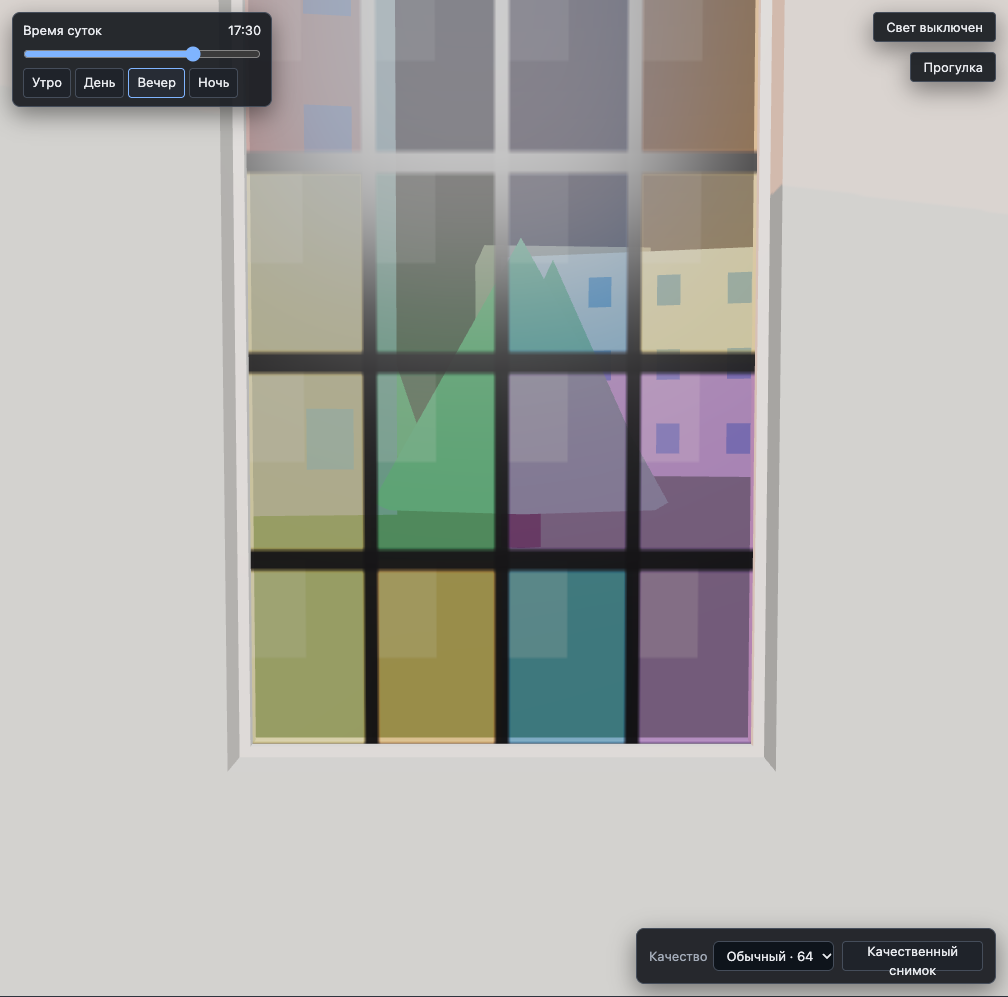 Время суток 17:30
Утро День Вечер Ночь
Свет выключен
Прогулка
Качество Обычный · 64 Качественный
снимок